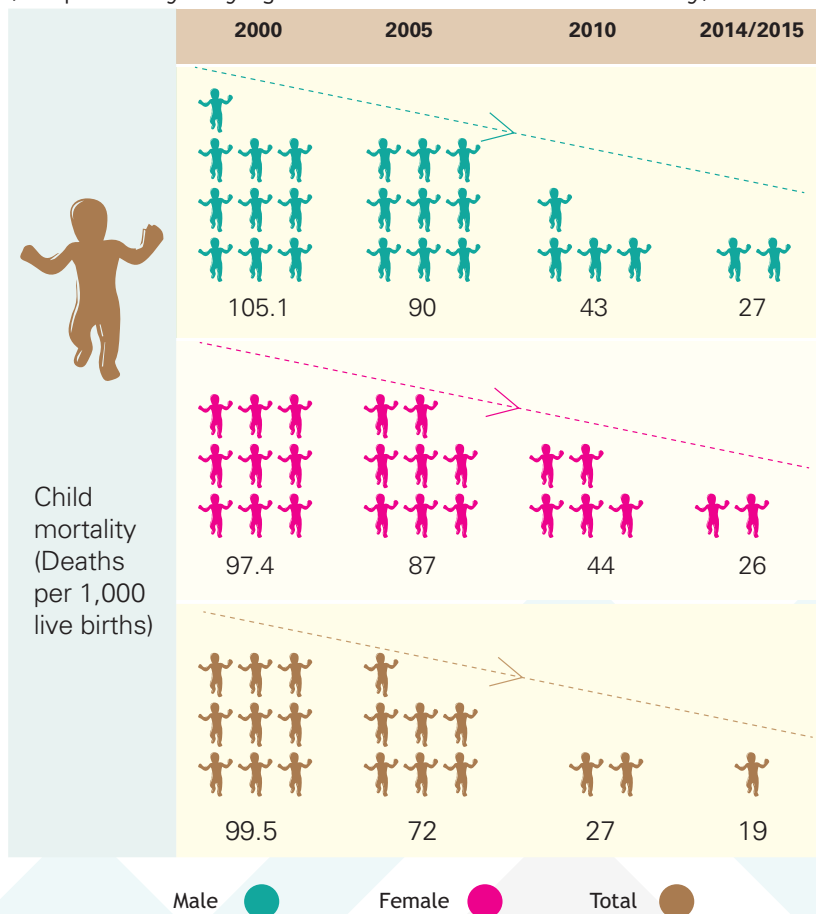 2000 2005 2010 2014/2015
105.1 90 43 27
Child
mortality
(Deaths
per 1,000
live births)
97.4 87 44 26
99.5 72 27 19
Male Female Total